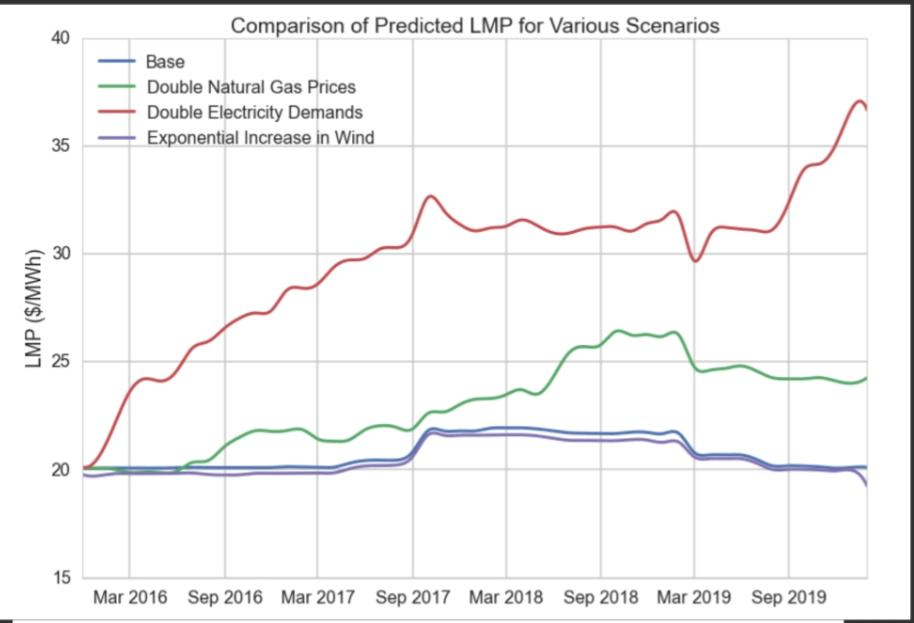 Comparison of Predicted LMP for Various Scenarios
40
35
30
25
20
15
LMP ($/MWh)
Base
Double Natural Gas Prices
Double Electricity Demands
Exponential Increase in Wind
Mar 2016 Sep 2016 Mar 2017 Sep 2017 Mar 2018 Sep 2018 Mar 2019 Sep 2019